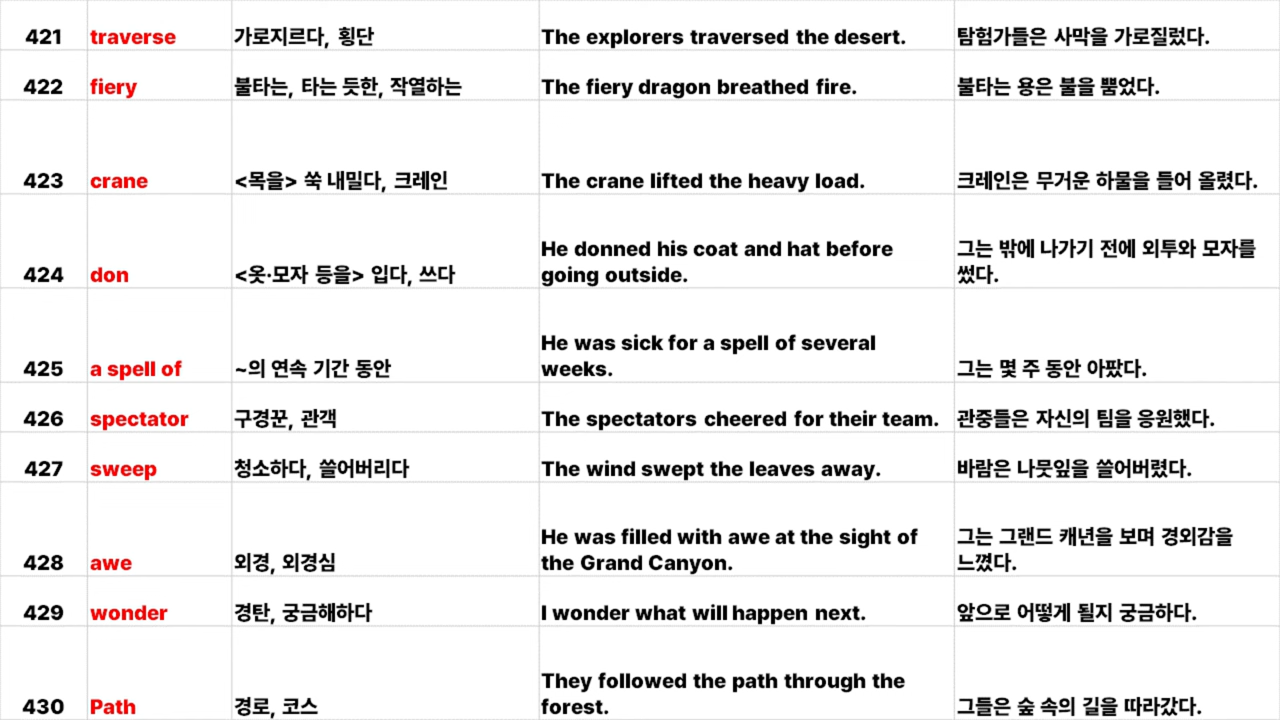 421 traverse 가로지르다, 횡단 The explorers traversed the desert. 탐험가들은 사막을 가로질렀다.
422 fiery 불타는, 타는 듯한, 작열하는 The fiery dragon breathed fire. 불타는 용은 불을 뿜었다.
423 crane <목을> 쑥 내밀다, 크레인 The crane lifted the heavy load. 크레인은 무거운 하물을 들어 올렸다.
He donned his coat and hat before 그는 밖에 나가기 전에 외투와 모자를
424 don <옷·모자 등을> 입다, 쓰다 going outside. 썼다.
He was sick for a spell of several
425 a spell of ~의 연속 기간 동안 weeks. 그는 몇 주 동안 아팠다.
426 spectator 구경꾼, 관객 The spectators cheered for their team. 관중들은 자신의 팀을 응원했다.
427 sweep 청소하다, 쓸어버리다 The wind swept the leaves away. 바람은 나뭇잎을 쓸어버렸다.
He was filled with awe at the sight of 그는 그랜드 캐년을 보며 경외감을
428 awe 외경, 외경심 the Grand Canyon. 느꼈다.
429 wonder 경탄, 궁금해하다 I wonder what will happen next. 앞으로 어떻게 될지 궁금하다.
They followed the path through the
430 Path 경로, 코스 forest. 그들은 숲 속의 길을 따라갔다.